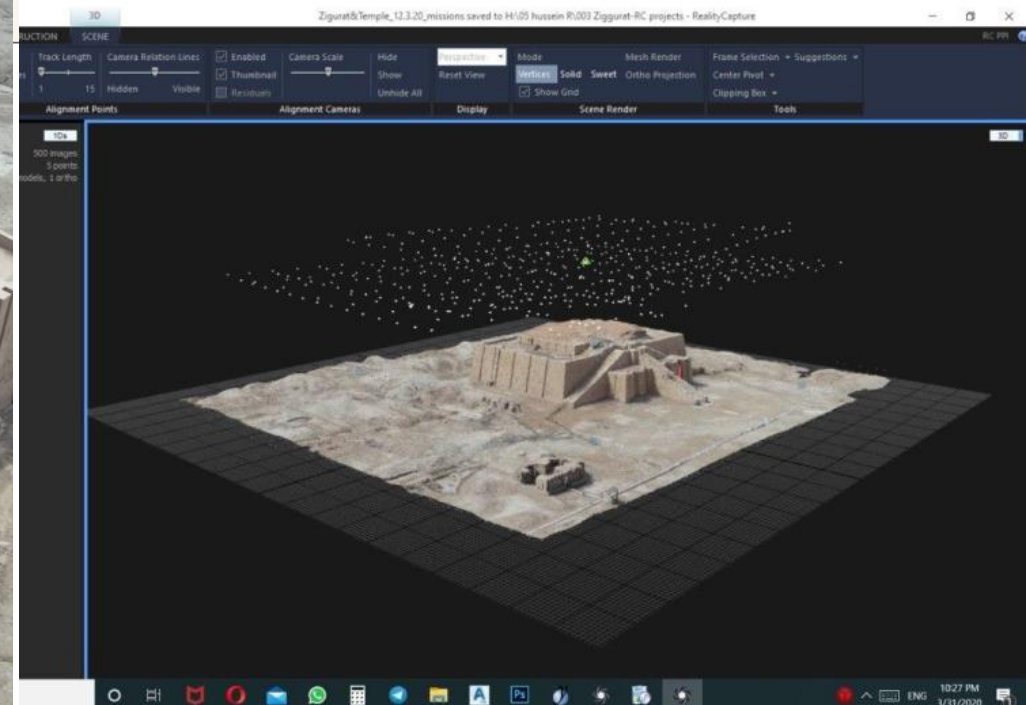 3D
Zigurat&Temple_12.3.20_missions saved to H:\05 hussein R\003 Ziggurat-RC projects - RealityCapture
RUCTION SCENE
RC PPI
Track Length Camera Relation Lines Enabled Camera Scale Hide Perspective Mode Mesh Render Frame Selection Suggestions
Thumbnail Show Reset View Vertices Solid Sweet Ortho Projection Center Pivot
1 15 Hidden Visible Residuals Unhide All Show Grid Clipping Box
Alignment Points Alignment Cameras Display Scene Render Tools
1Ds 3D
500 images
5 points
models, 1 ortho
A Ps ENG 10:27 PM
3/31/2020